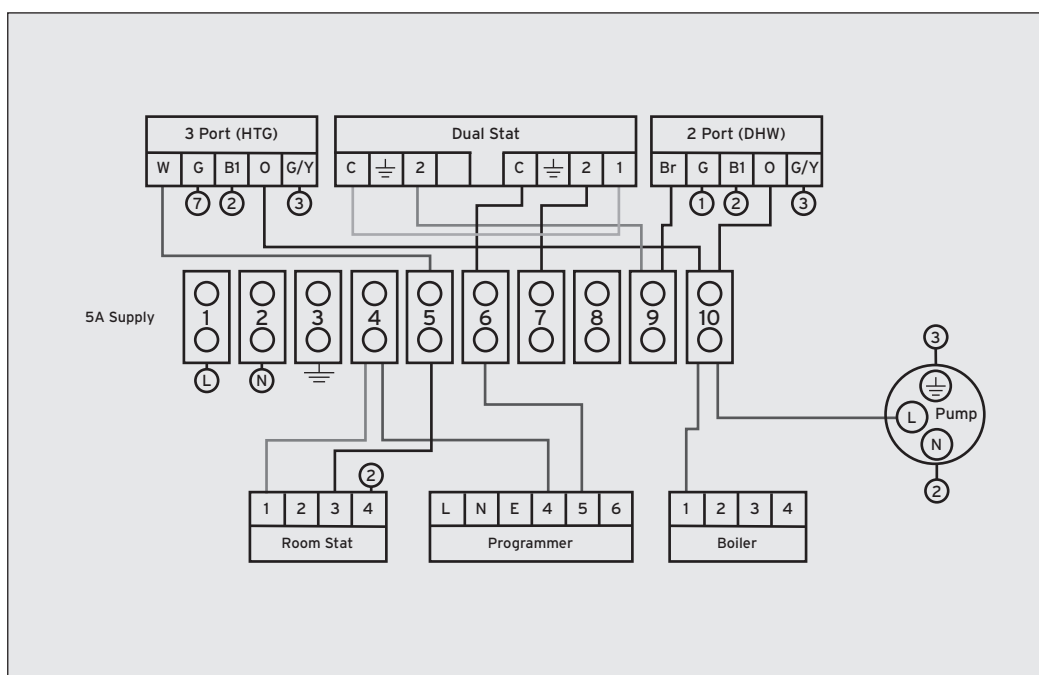 3 Port (HTG) Dual Stat 2 Port (DHW)
W G B1 O G/Y C 2 C 2 1 Br G B1 O G/Y
7 2 3 1 2 3
5A Supply 1 2 3 4 5 6 7 8 9 10
L N
3
L Pump
N
2
2
1 2 3 4 L N E 4 5 6 1 2 3 4
Room Stat Programmer Boiler